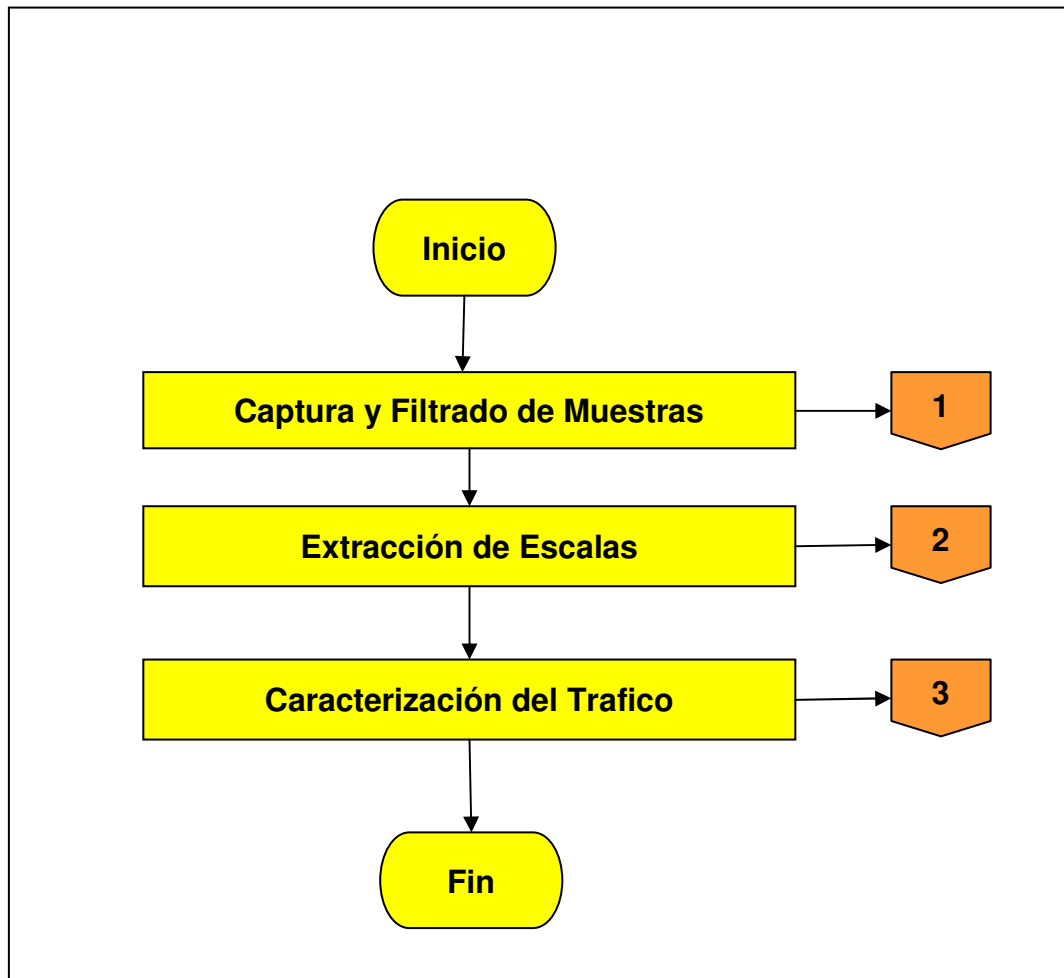 Inicio
Captura y Filtrado de Muestras
1
Extracción de Escalas
2
Caracterización del Trafico
3
Fin